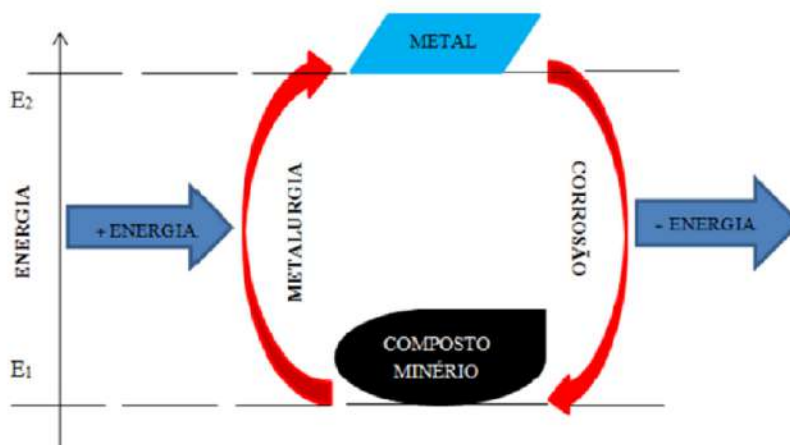 METAL
E2
ENERGIA
+ ENERGIA
METALURGIA
CORROSÃO
– ENERGIA
COMPOSTO
MINÉRIO
E1